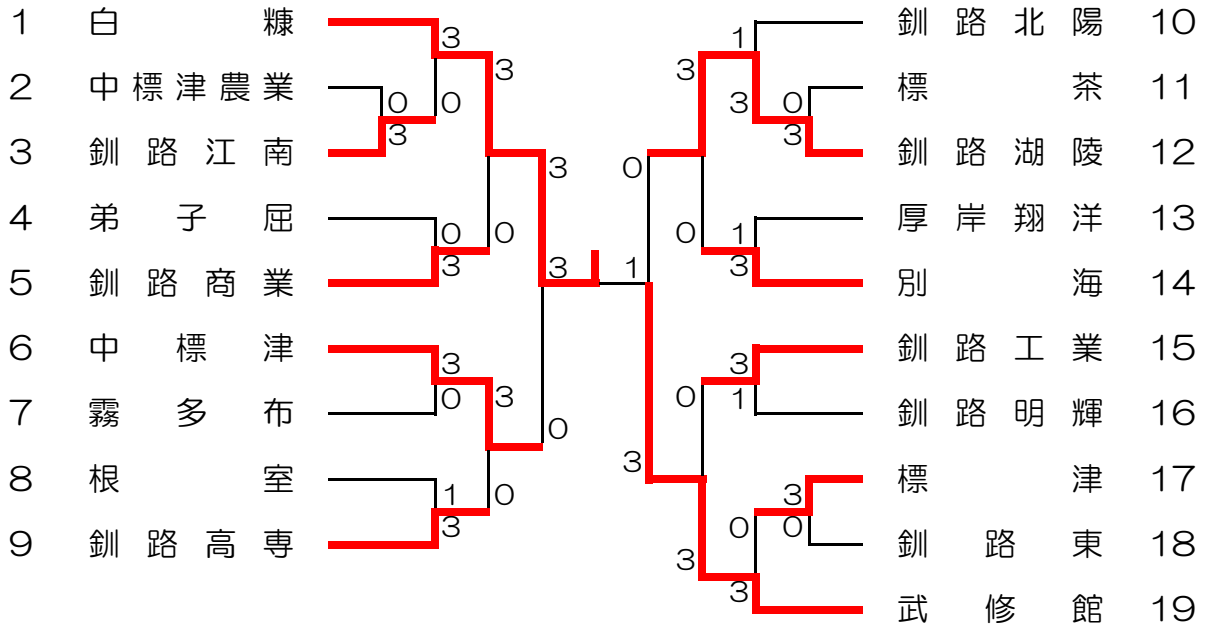 1 白糠
2 中標津農業
3 釧路江南
4 弟子屈
5 釧路商業
6 中標津
7 霧多布
8 根室
9 釧路高専
3
0
3
3
0
0
3
0
3
3
0
3
0
1
3
0
0
3
1
0
3
3
0
3
1
3
0
3
1
3
0
1
3
0
0
3
3
釧路北陽 10
標茶 11
釧路湖陵 12
厚岸翔洋 13
別海 14
釧路工業 15
釧路明輝 16
標津 17
釧路東 18
武修館 19